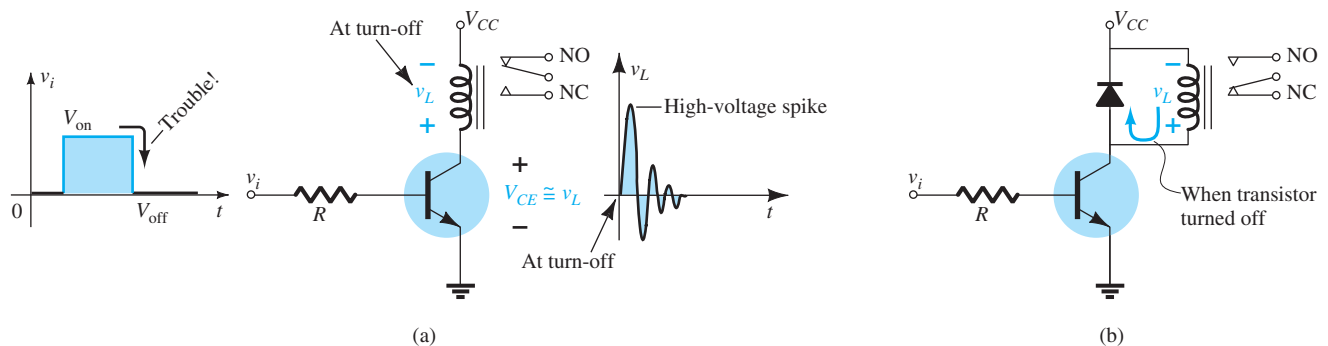 v_i
V_on
Trouble!
0
V_off
t
At turn-off
V_CC
−
v_L
+
NO
NC
v_i
R
+
V_CE ≅ v_L
−
v_L
High-voltage spike
t
At turn-off
(a)
V_CC
−
v_L
+
NO
NC
v_i
R
When transistor
turned off
(b)